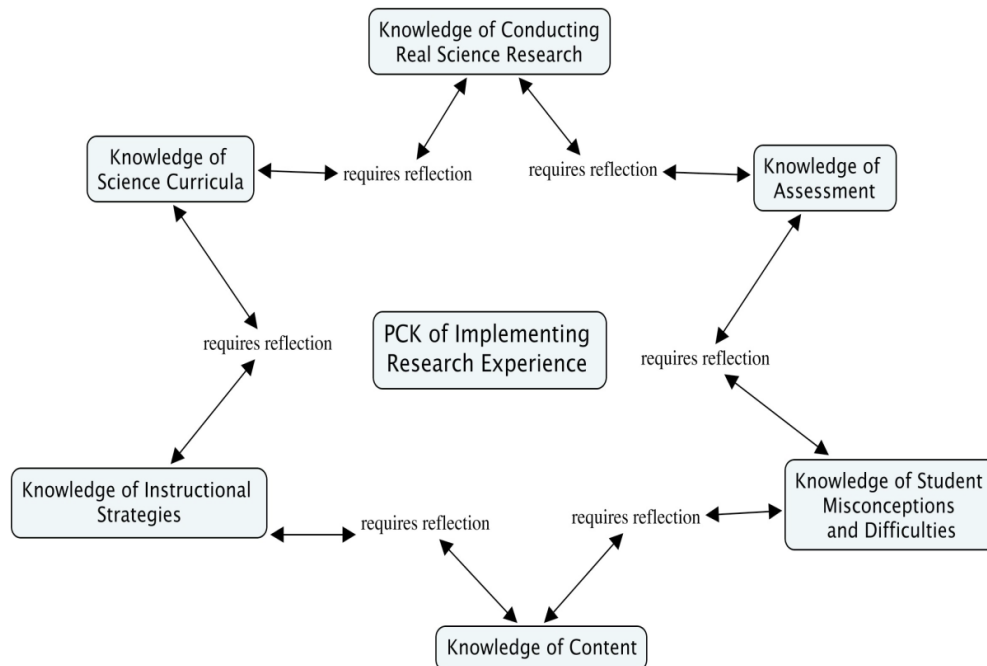 Knowledge of Conducting
Real Science Research
Knowledge of
Science Curricula
requires reflection
requires reflection
Knowledge of
Assessment
requires reflection
PCK of Implementing
Research Experience
requires reflection
Knowledge of Instructional
Strategies
requires reflection
requires reflection
Knowledge of Student
Misconceptions
and Difficulties
Knowledge of Content